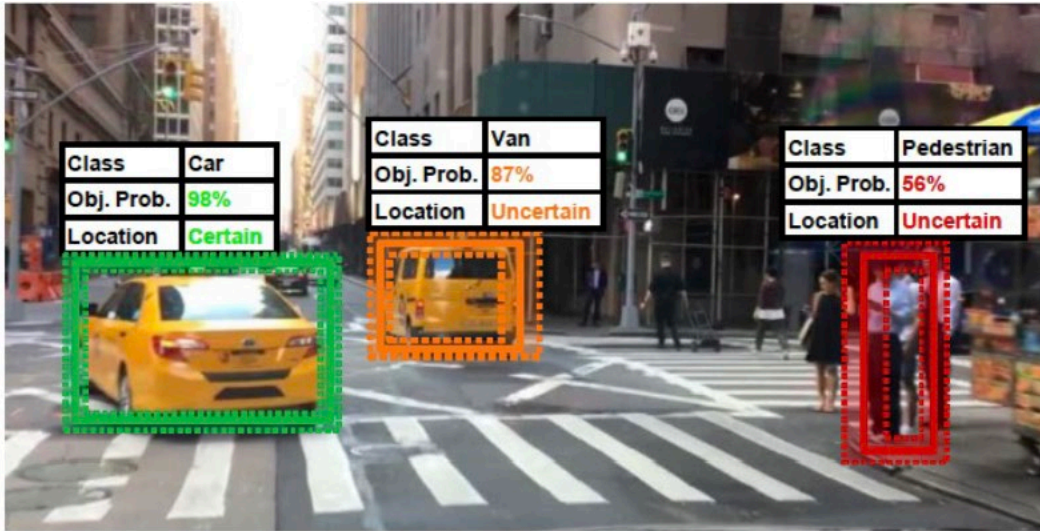 Class Car
Obj. Prob. 98%
Location Certain
Class Van
Obj. Prob. 87%
Location Uncertain
Class Pedestrian
Obj. Prob. 56%
Location Uncertain